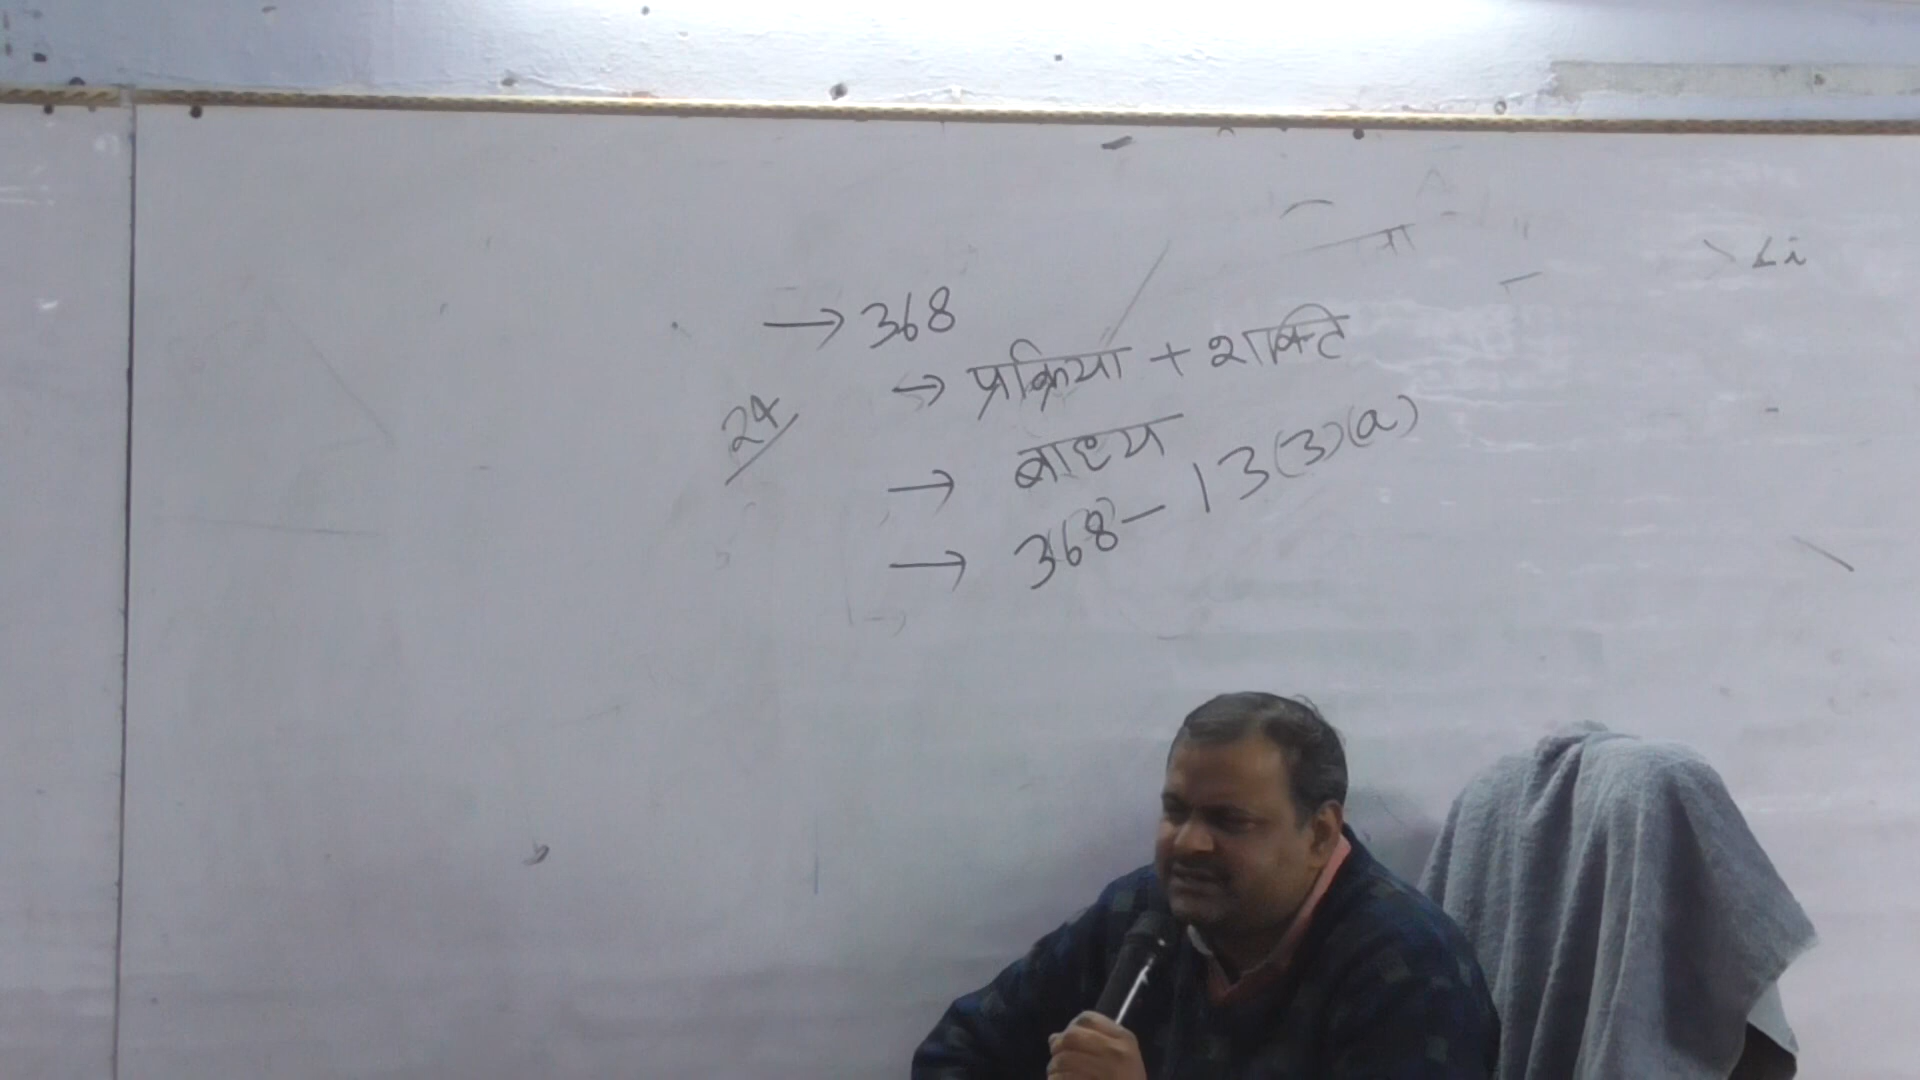 → 368
→ प्रक्रिया + शक्ति
24
→ बाध्य
→ 368 - 13(3)(a)